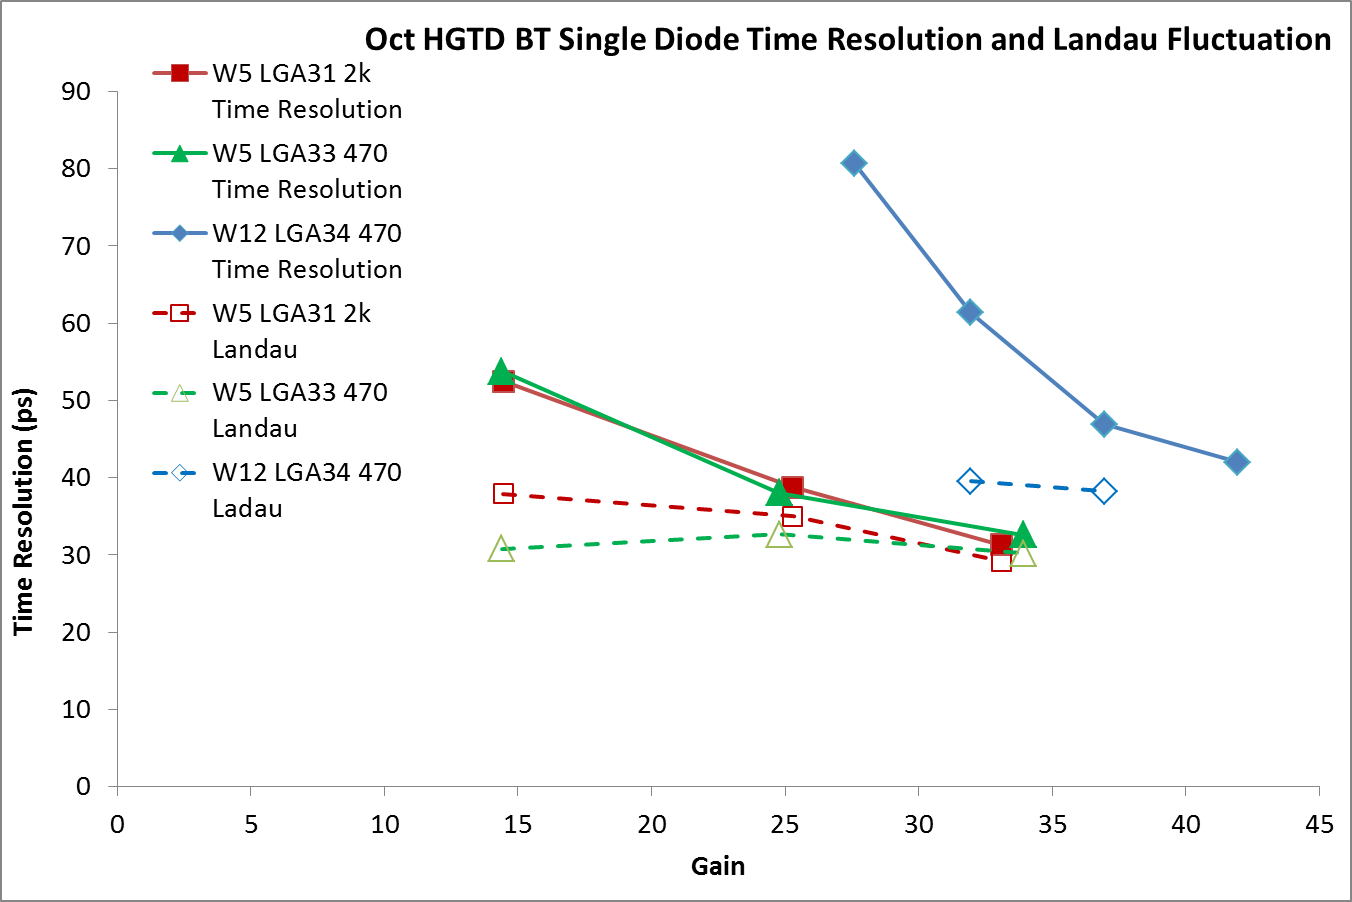 Oct HGTD BT Single Diode Time Resolution and Landau Fluctuation
W5 LGA31 2k
Time Resolution
W5 LGA33 470
Time Resolution
W12 LGA34 470
Time Resolution
W5 LGA31 2k
Landau
W5 LGA33 470
Landau
W12 LGA34 470
Ladau
Time Resolution (ps)
90
80
70
60
50
40
30
20
10
0
0 5 10 15 20 25 30 35 40 45
Gain